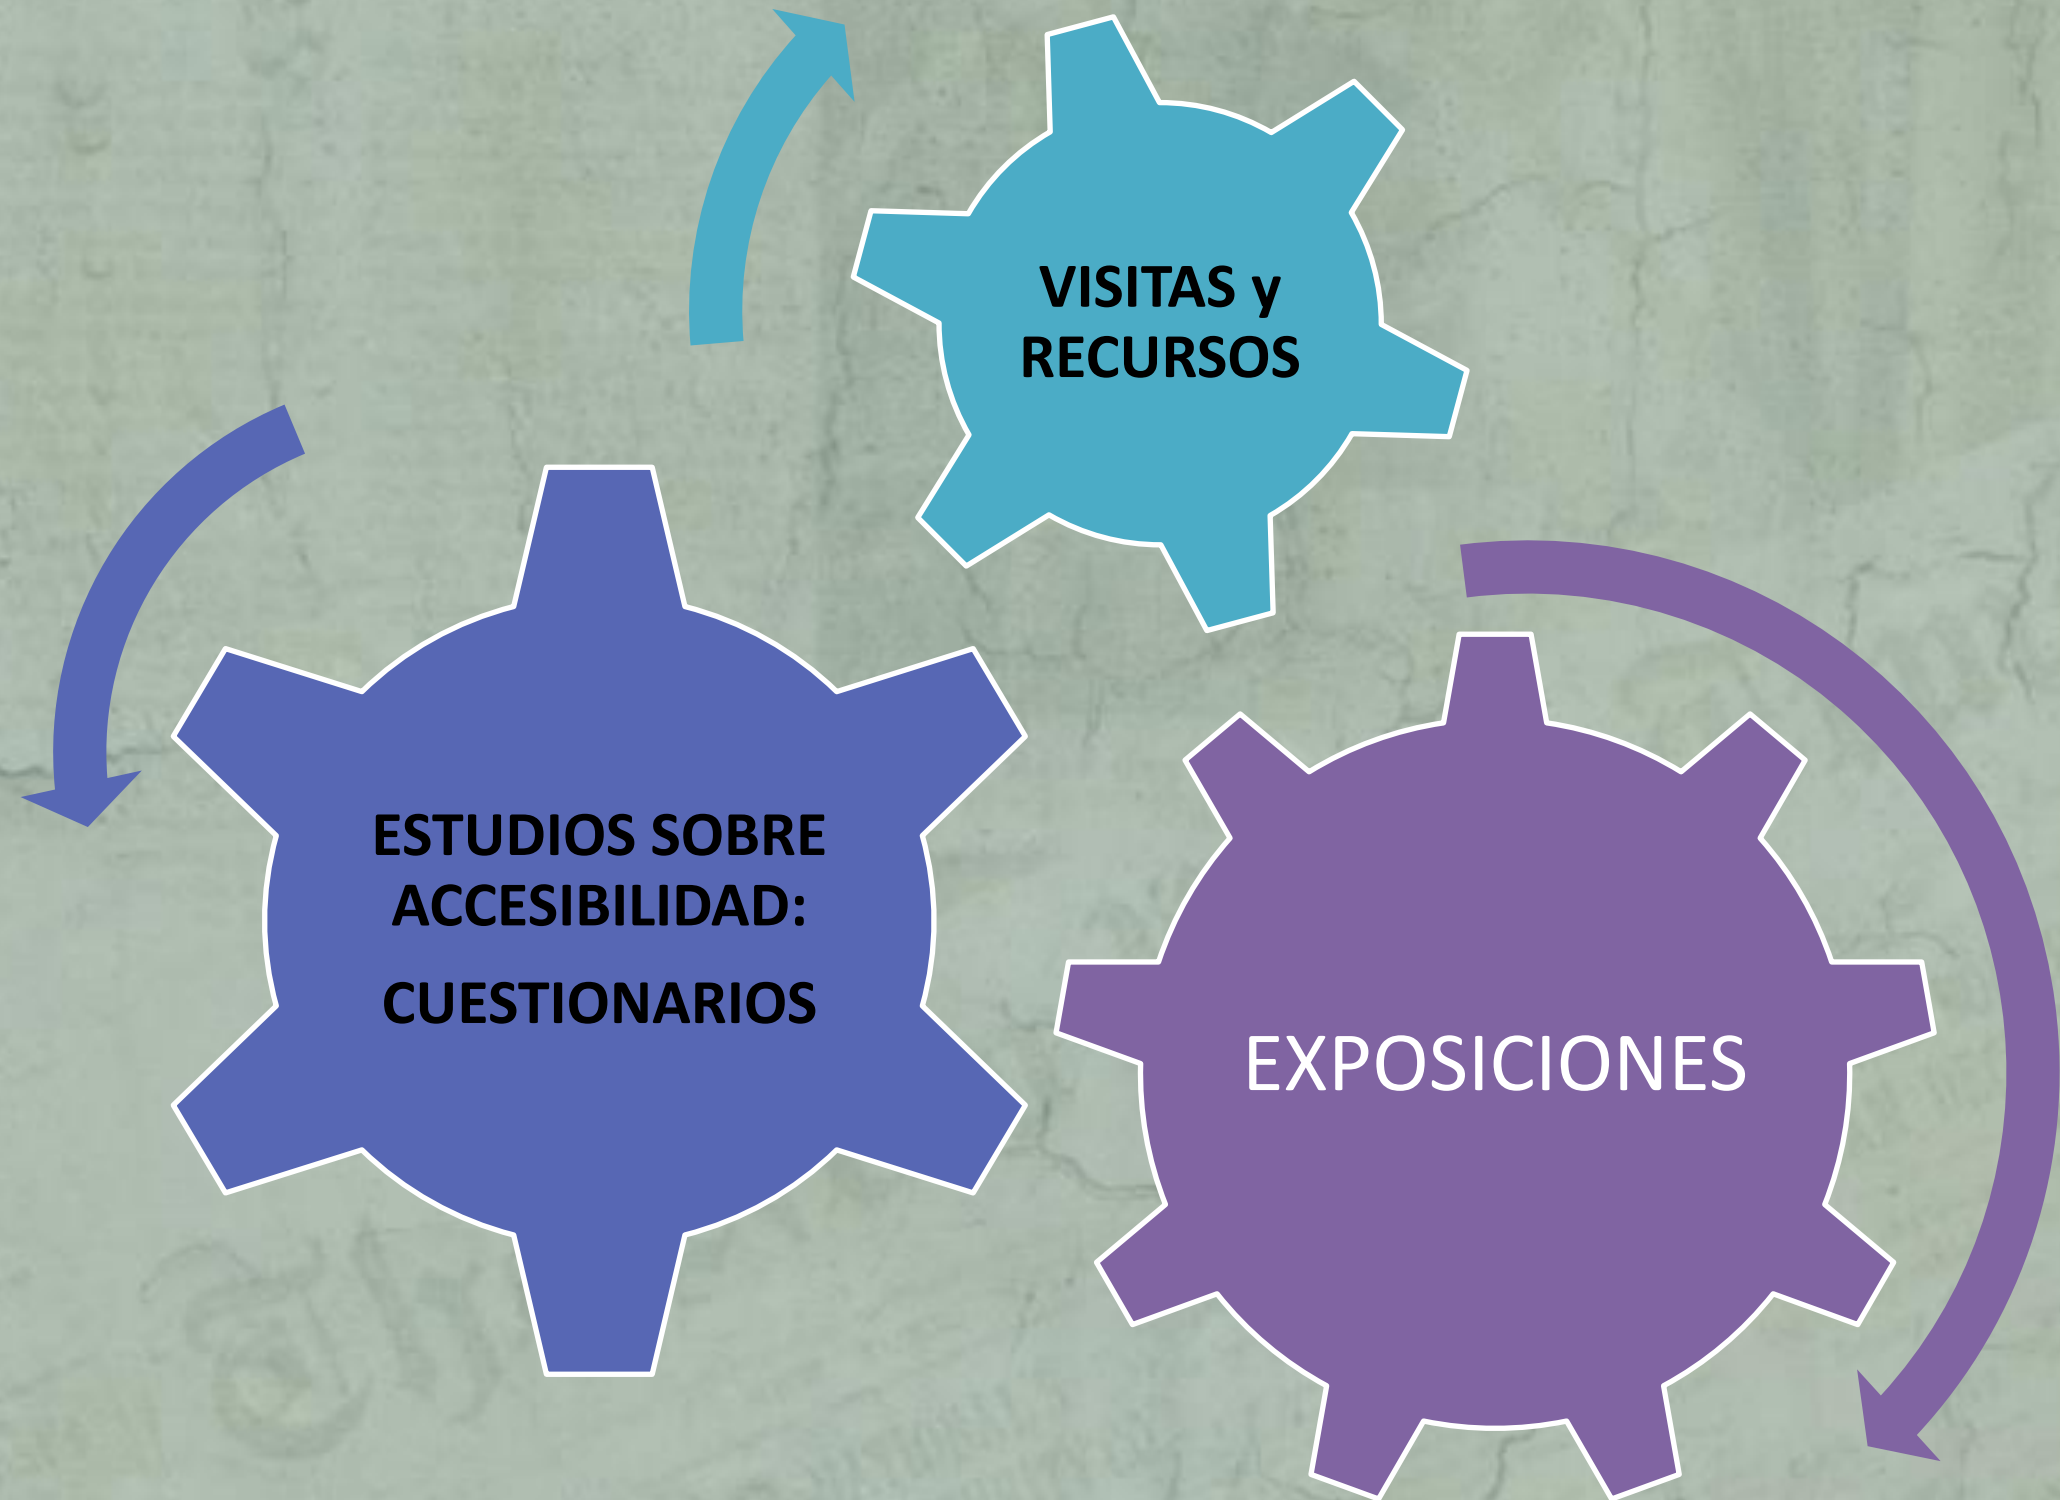 VISITAS y
RECURSOS
ESTUDIOS SOBRE
ACCESIBILIDAD:
CUESTIONARIOS
EXPOSICIONES